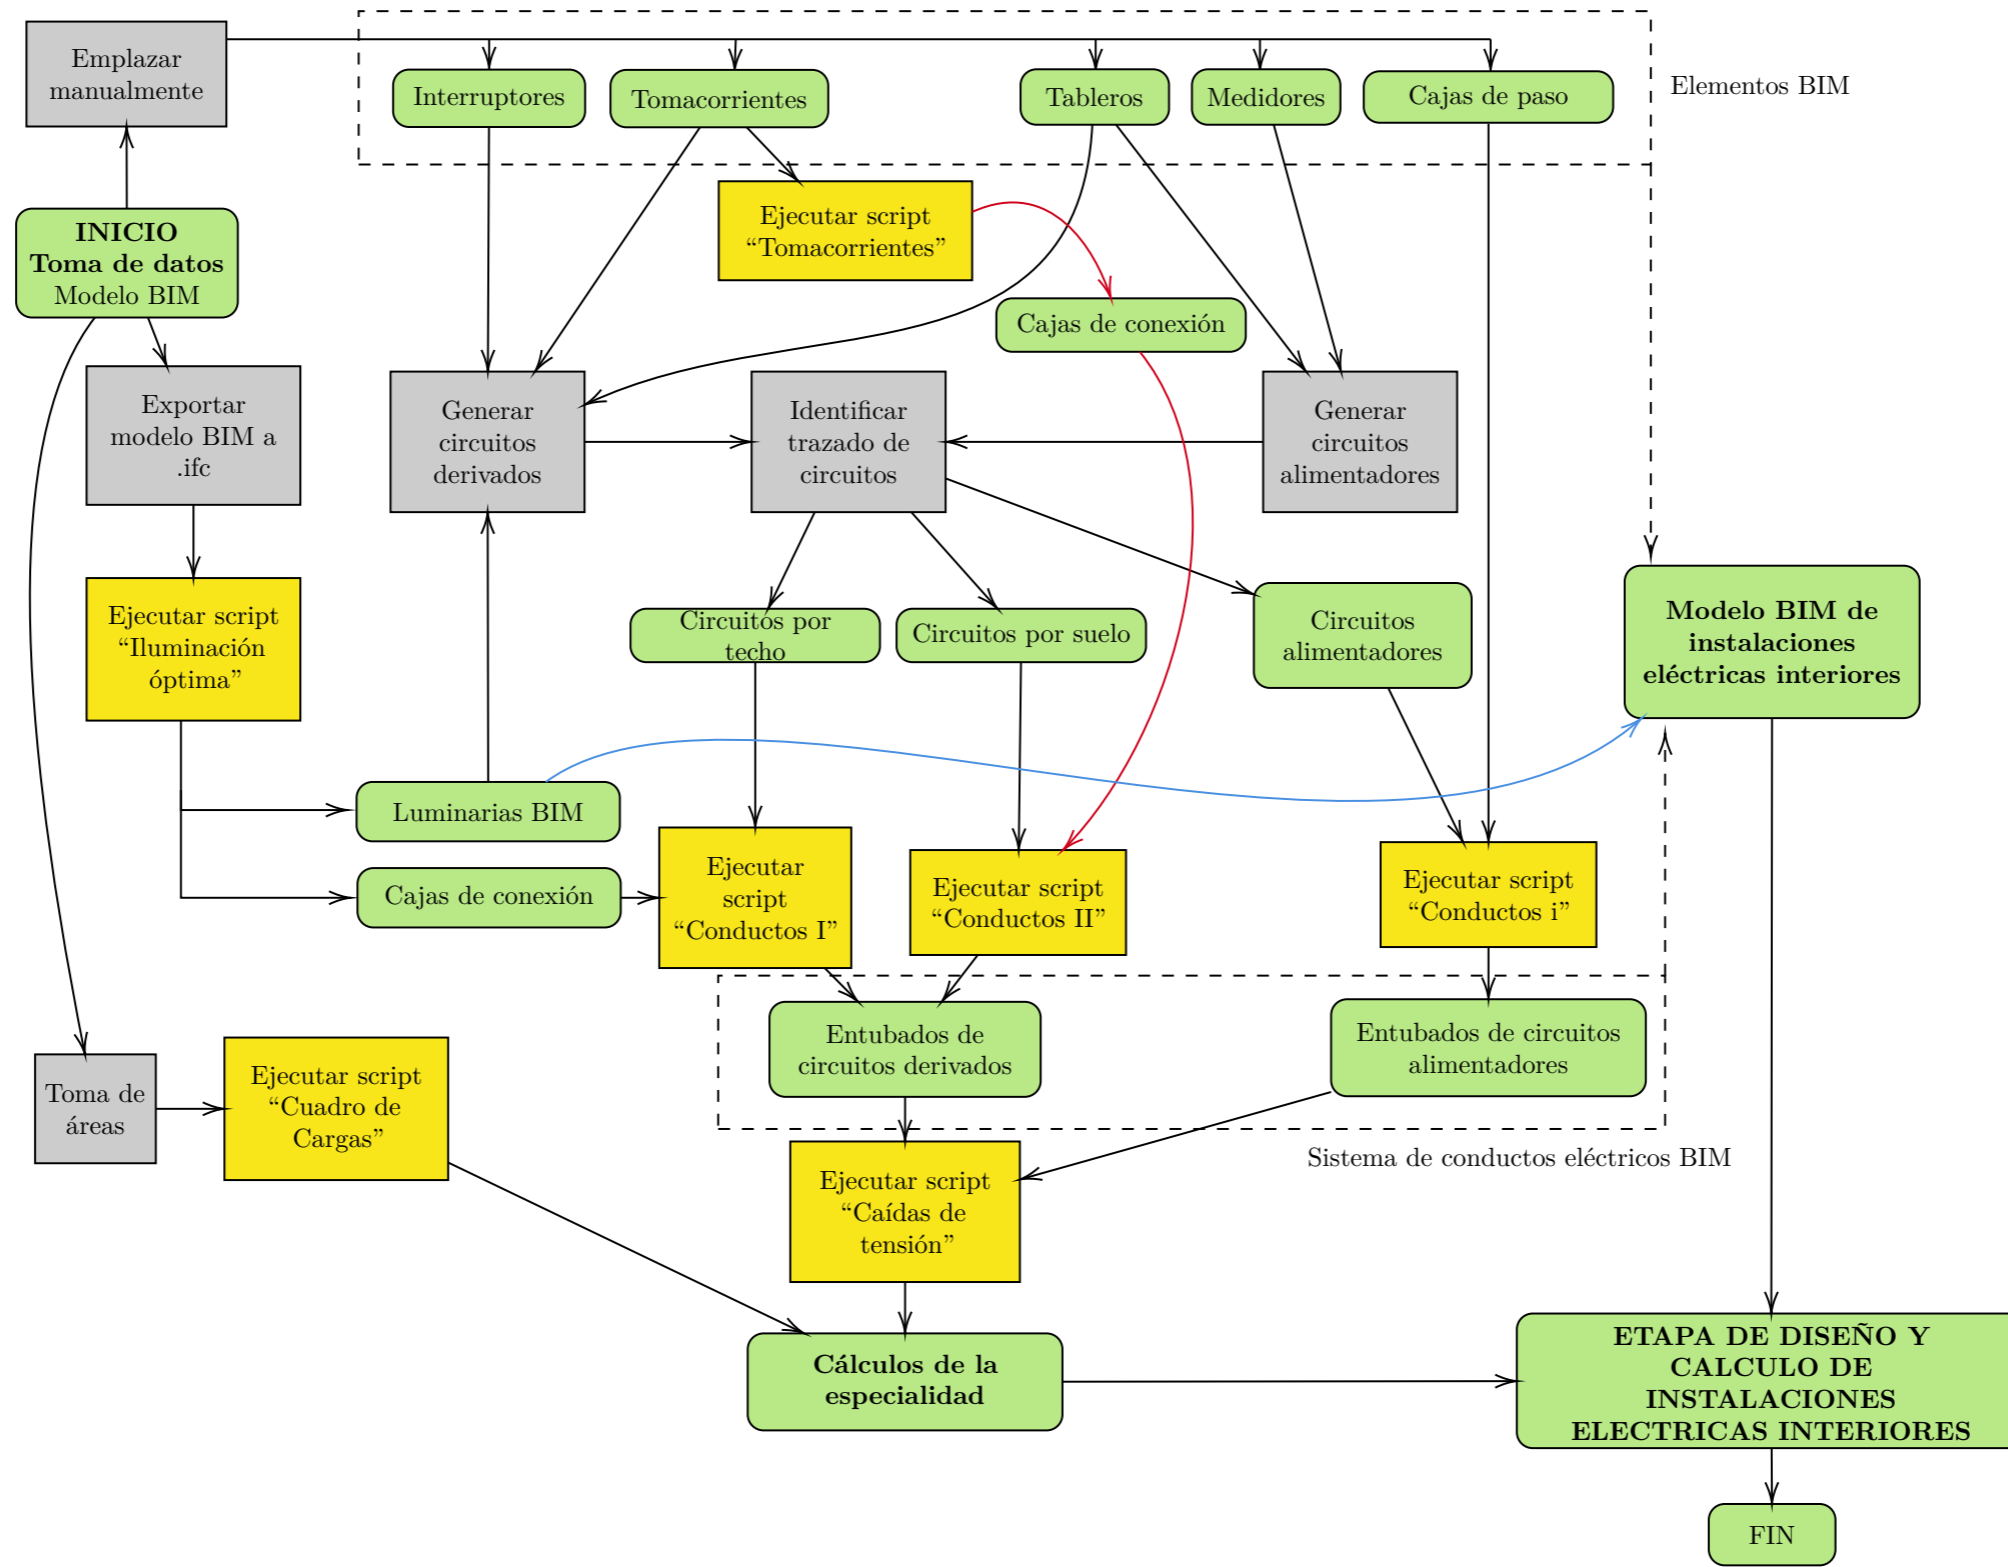 Emplazar
manualmente
Interruptores
Tomacorrientes
Tableros
Medidores
Cajas de paso
Elementos BIM
INICIO
Toma de datos
Modelo BIM
Ejecutar script
“Tomacorrientes”
Cajas de conexión
Exportar
modelo BIM a
.ifc
Generar
circuitos
derivados
Identificar
trazado de
circuitos
Generar
circuitos
alimentadores
Ejecutar script
“Iluminación
óptima”
Circuitos por
techo
Circuitos por suelo
Circuitos
alimentadores
Modelo BIM de
instalaciones
eléctricas interiores
Luminarias BIM
Cajas de conexión
Ejecutar
script
“Conductos I”
Ejecutar script
“Conductos II”
Ejecutar script
“Conductos i”
Entubados de
circuitos derivados
Entubados de circuitos
alimentadores
Toma de
áreas
Ejecutar script
“Cuadro de
Cargas”
Sistema de conductos eléctricos BIM
Ejecutar script
“Caídas de
tensión”
Cálculos de la
especialidad
ETAPA DE DISEÑO Y
CALCULO DE
INSTALACIONES
ELECTRICAS INTERIORES
FIN